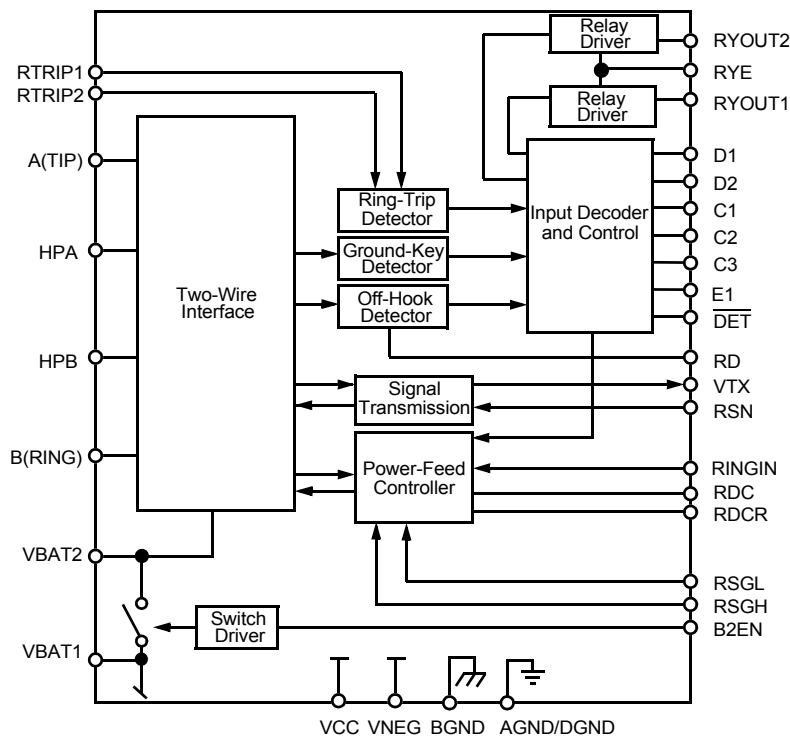 Relay
Driver
RYOUT2
RTRIP1
RYE
RTRIP2
Relay
Driver
RYOUT1
A(TIP)
D1
D2
Ring-Trip
Detector
Input Decoder
and Control
C1
C2
HPA
Ground-Key
Detector
C3
Two-Wire
Interface
Off-Hook
Detector
E1
DET
HPB
RD
Signal
Transmission
VTX
RSN
B(RING)
Power-Feed
Controller
RINGIN
RDC
RDCR
VBAT2
RSGL
RSGH
Switch
Driver
B2EN
VBAT1
VCC VNEG BGND AGND/DGND